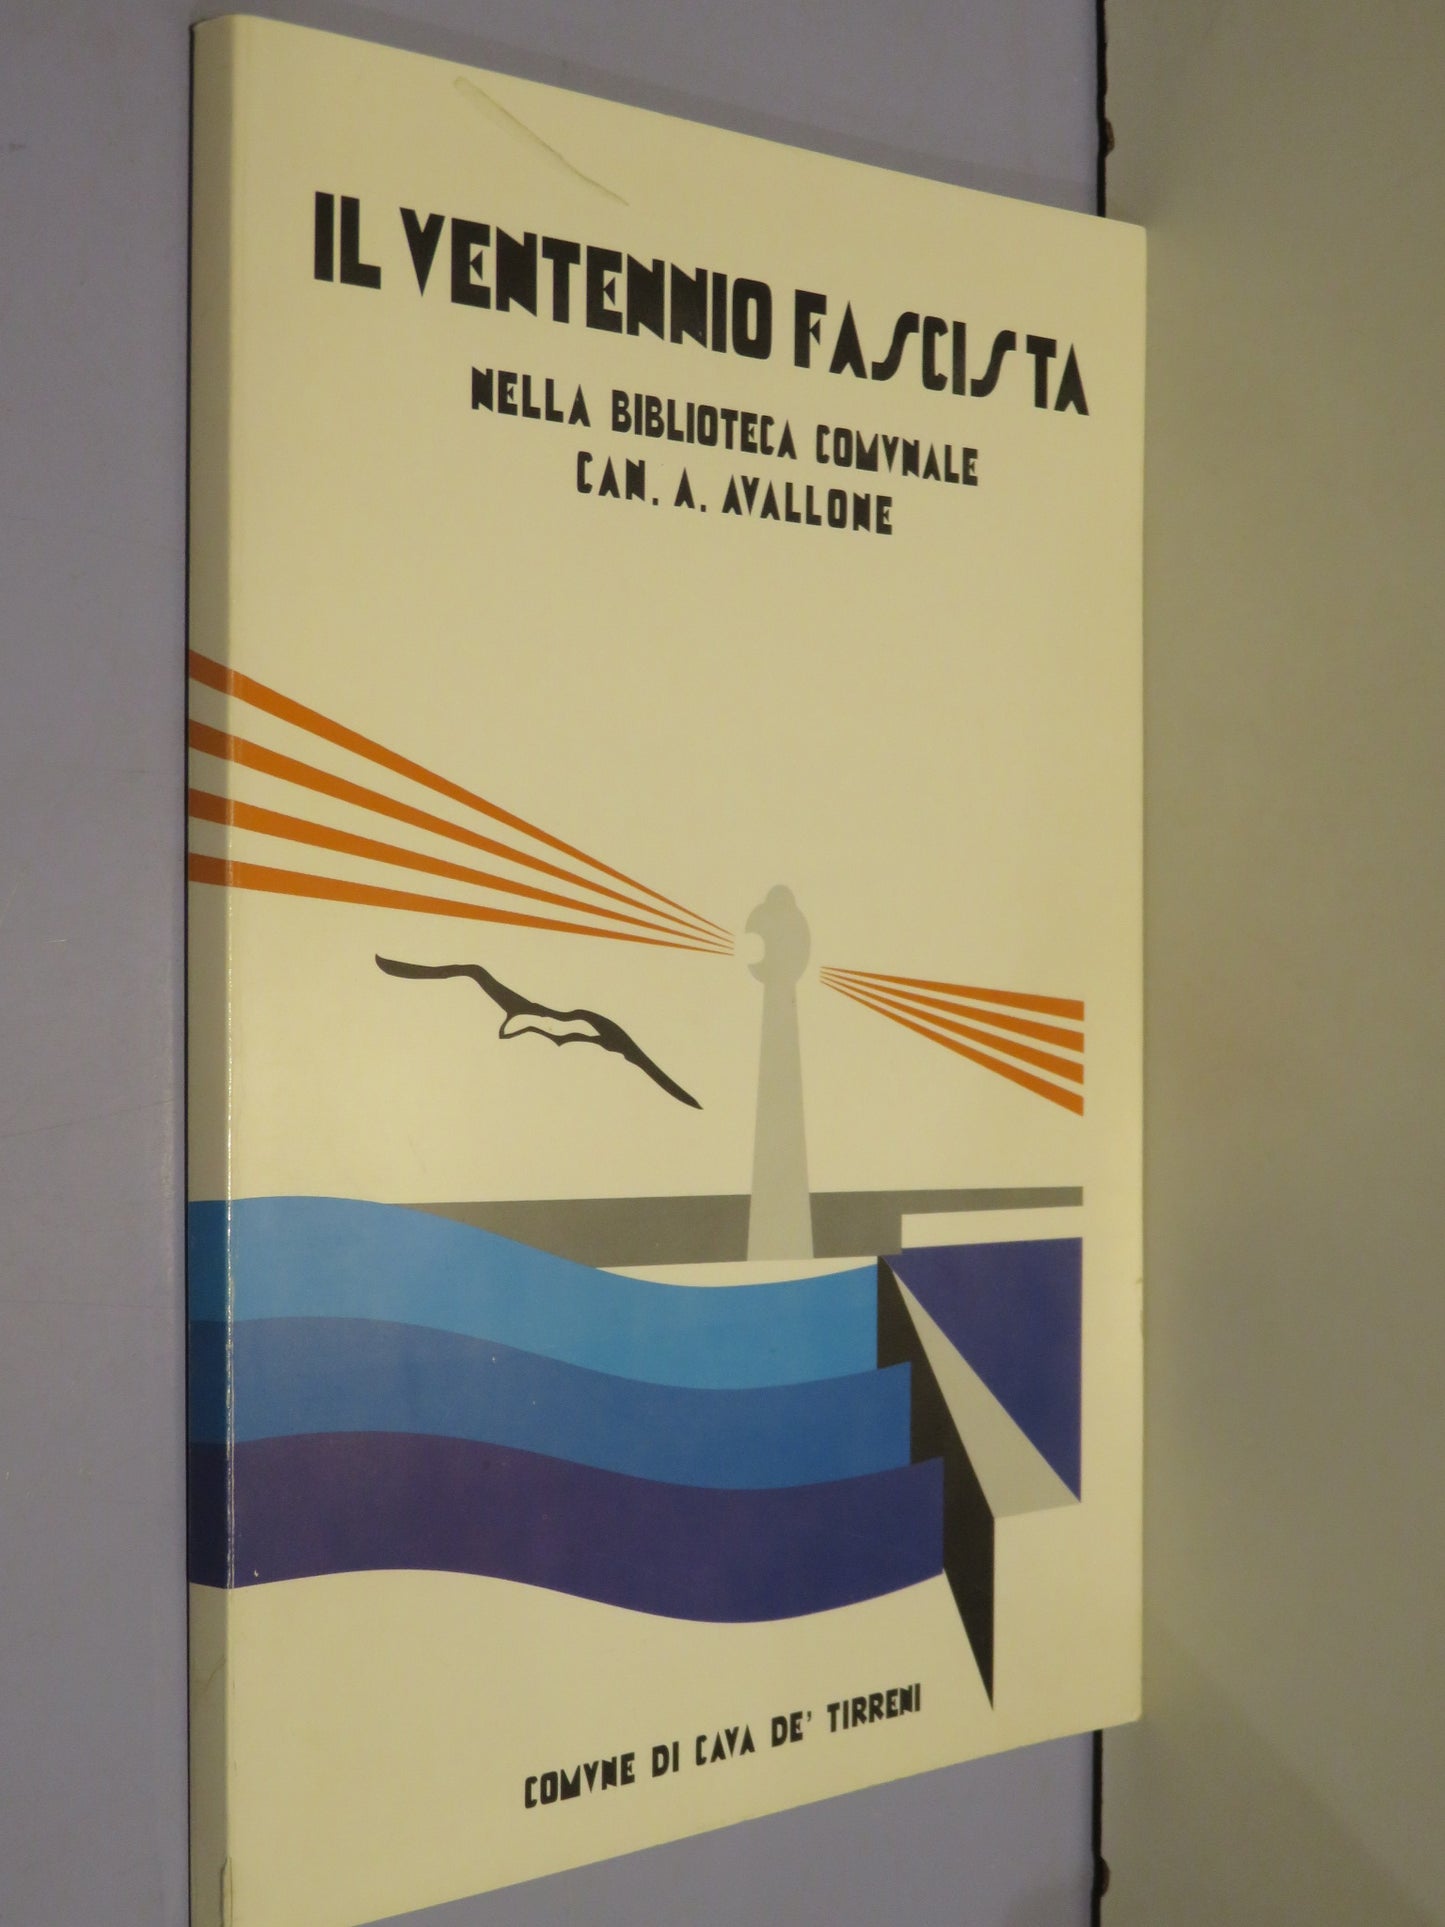 IL VENTENNIO FASCISTA
NELLA BIBLIOTECA COMVNALE
CAN. A. AVALLONE
COMVNE DI CAVA DE' TIRRENI